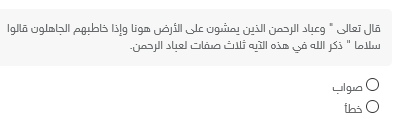 قال تعالى " وعباد الرحمن الذين يمشون على الأرض هونا وإذا خاطبهم الجاهلون قالوا
سلاما " ذكر الله في هذه الآيه ثلاث صفات لعباد الرحمن.
صواب
خطأ